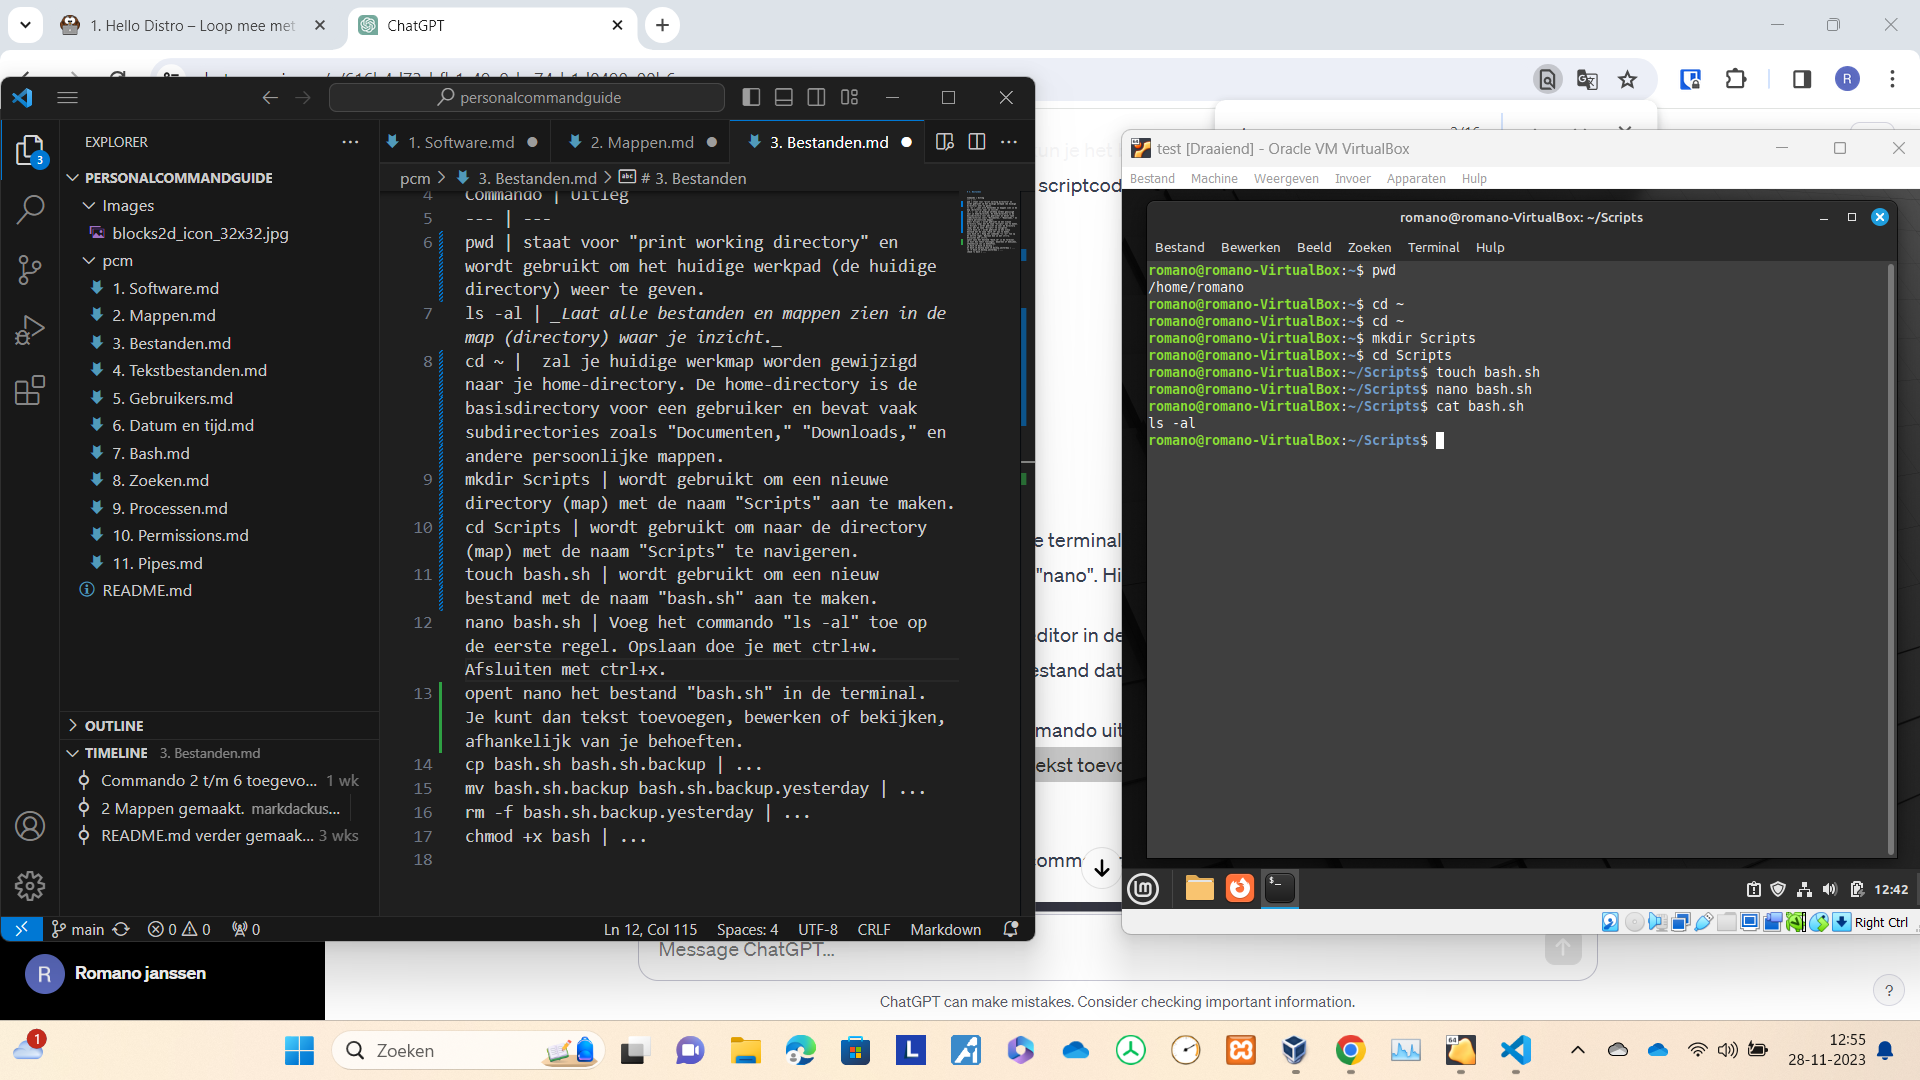 1. Hello Distro – Loop mee met
ChatGPT
personalcommandguide
EXPLORER
PERSONALCOMMANDGUIDE
Images
blocks2d_icon_32x32.jpg
pcm
1. Software.md
2. Mappen.md
3. Bestanden.md
4. Tekstbestanden.md
5. Gebruikers.md
6. Datum en tijd.md
7. Bash.md
8. Zoeken.md
9. Processen.md
10. Permissions.md
11. Pipes.md
README.md
OUTLINE
TIMELINE 3. Bestanden.md
Commando 2 t/m 6 toegevo... 1 wk
2 Mappen gemaakt. markdackus...
README.md verder gemaak... 3 wks
3
1. Software.md
2. Mappen.md
3. Bestanden.md
pcm > 3. Bestanden.md > # 3. Bestanden
4 Commando | Uitleg
5 --- | ---
6 pwd | staat voor "print working directory" en
wordt gebruikt om het huidige werkpad (de huidige
directory) weer te geven.
7 ls -al | _Laat alle bestanden en mappen zien in de
map (directory) waar je inzicht._
8 cd ~ |  zal je huidige werkmap worden gewijzigd
naar je home-directory. De home-directory is de
basisdirectory voor een gebruiker en bevat vaak
subdirectories zoals "Documenten," "Downloads," en
andere persoonlijke mappen.
9 mkdir Scripts | wordt gebruikt om een nieuwe
directory (map) met de naam "Scripts" aan te maken.
10 cd Scripts | wordt gebruikt om naar de directory
(map) met de naam "Scripts" te navigeren.
11 touch bash.sh | wordt gebruikt om een nieuw
bestand met de naam "bash.sh" aan te maken.
12 nano bash.sh | Voeg het commando "ls -al" toe op
de eerste regel. Opslaan doe je met ctrl+w.
Afsluiten met ctrl+x.
13 opent nano het bestand "bash.sh" in de terminal.
Je kunt dan tekst toevoegen, bewerken of bekijken,
afhankelijk van je behoeften.
14 cp bash.sh bash.sh.backup | ...
15 mv bash.sh.backup bash.sh.backup.yesterday | ...
16 rm -f bash.sh.backup.yesterday | ...
17 chmod +x bash | ...
18
main 0 0 0
Ln 12, Col 115 Spaces: 4 UTF-8 CRLF Markdown
un je het
scriptcod
e terminal
"nano". Hi
ditor in de
estand dat
mando uit
ekst toevo
comm
test [Draaiend] - Oracle VM VirtualBox
Bestand Machine Weergeven Invoer Apparaten Hulp
romano@romano-VirtualBox: ~/Scripts
Bestand Bewerken Beeld Zoeken Terminal Hulp
romano@romano-VirtualBox:~$ pwd
/home/romano
romano@romano-VirtualBox:~$ cd ~
romano@romano-VirtualBox:~$ cd ~
romano@romano-VirtualBox:~$ mkdir Scripts
romano@romano-VirtualBox:~$ cd Scripts
romano@romano-VirtualBox:~/Scripts$ touch bash.sh
romano@romano-VirtualBox:~/Scripts$ nano bash.sh
romano@romano-VirtualBox:~/Scripts$ cat bash.sh
ls -al
romano@romano-VirtualBox:~/Scripts$
12:42
Right Ctrl
R Romano janssen
R
Message ChatGPT...
ChatGPT can make mistakes. Consider checking important information.
?
1
Zoeken
12:55
28-11-2023